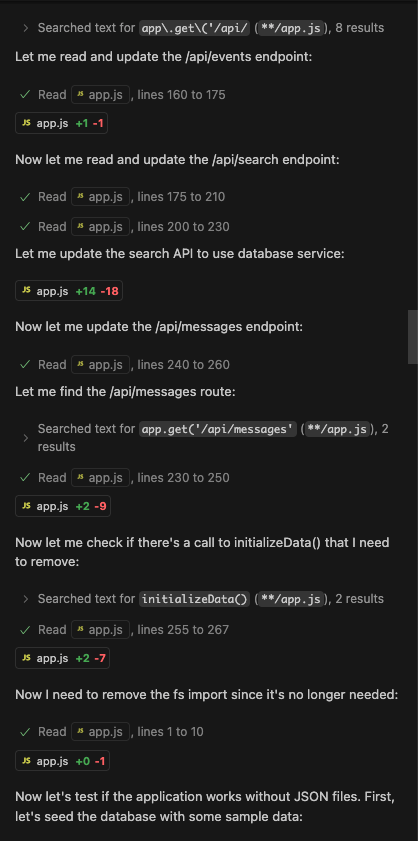 Searched text for app\.get\('/api/ (**/app.js), 8 results
Let me read and update the /api/events endpoint:
Read JS app.js, lines 160 to 175
JS app.js +1 -1
Now let me read and update the /api/search endpoint:
Read JS app.js, lines 175 to 210
Read JS app.js, lines 200 to 230
Let me update the search API to use database service:
JS app.js +14 -18
Now let me update the /api/messages endpoint:
Read JS app.js, lines 240 to 260
Let me find the /api/messages route:
Searched text for app.get('/api/messages' (**/app.js), 2
results
Read JS app.js, lines 230 to 250
JS app.js +2 -9
Now let me check if there's a call to initializeData() that I need
to remove:
Searched text for initializeData() (**/app.js), 2 results
Read JS app.js, lines 255 to 267
JS app.js +2 -7
Now I need to remove the fs import since it's no longer needed:
Read JS app.js, lines 1 to 10
JS app.js +0 -1
Now let's test if the application works without JSON files. First,
let's seed the database with some sample data: